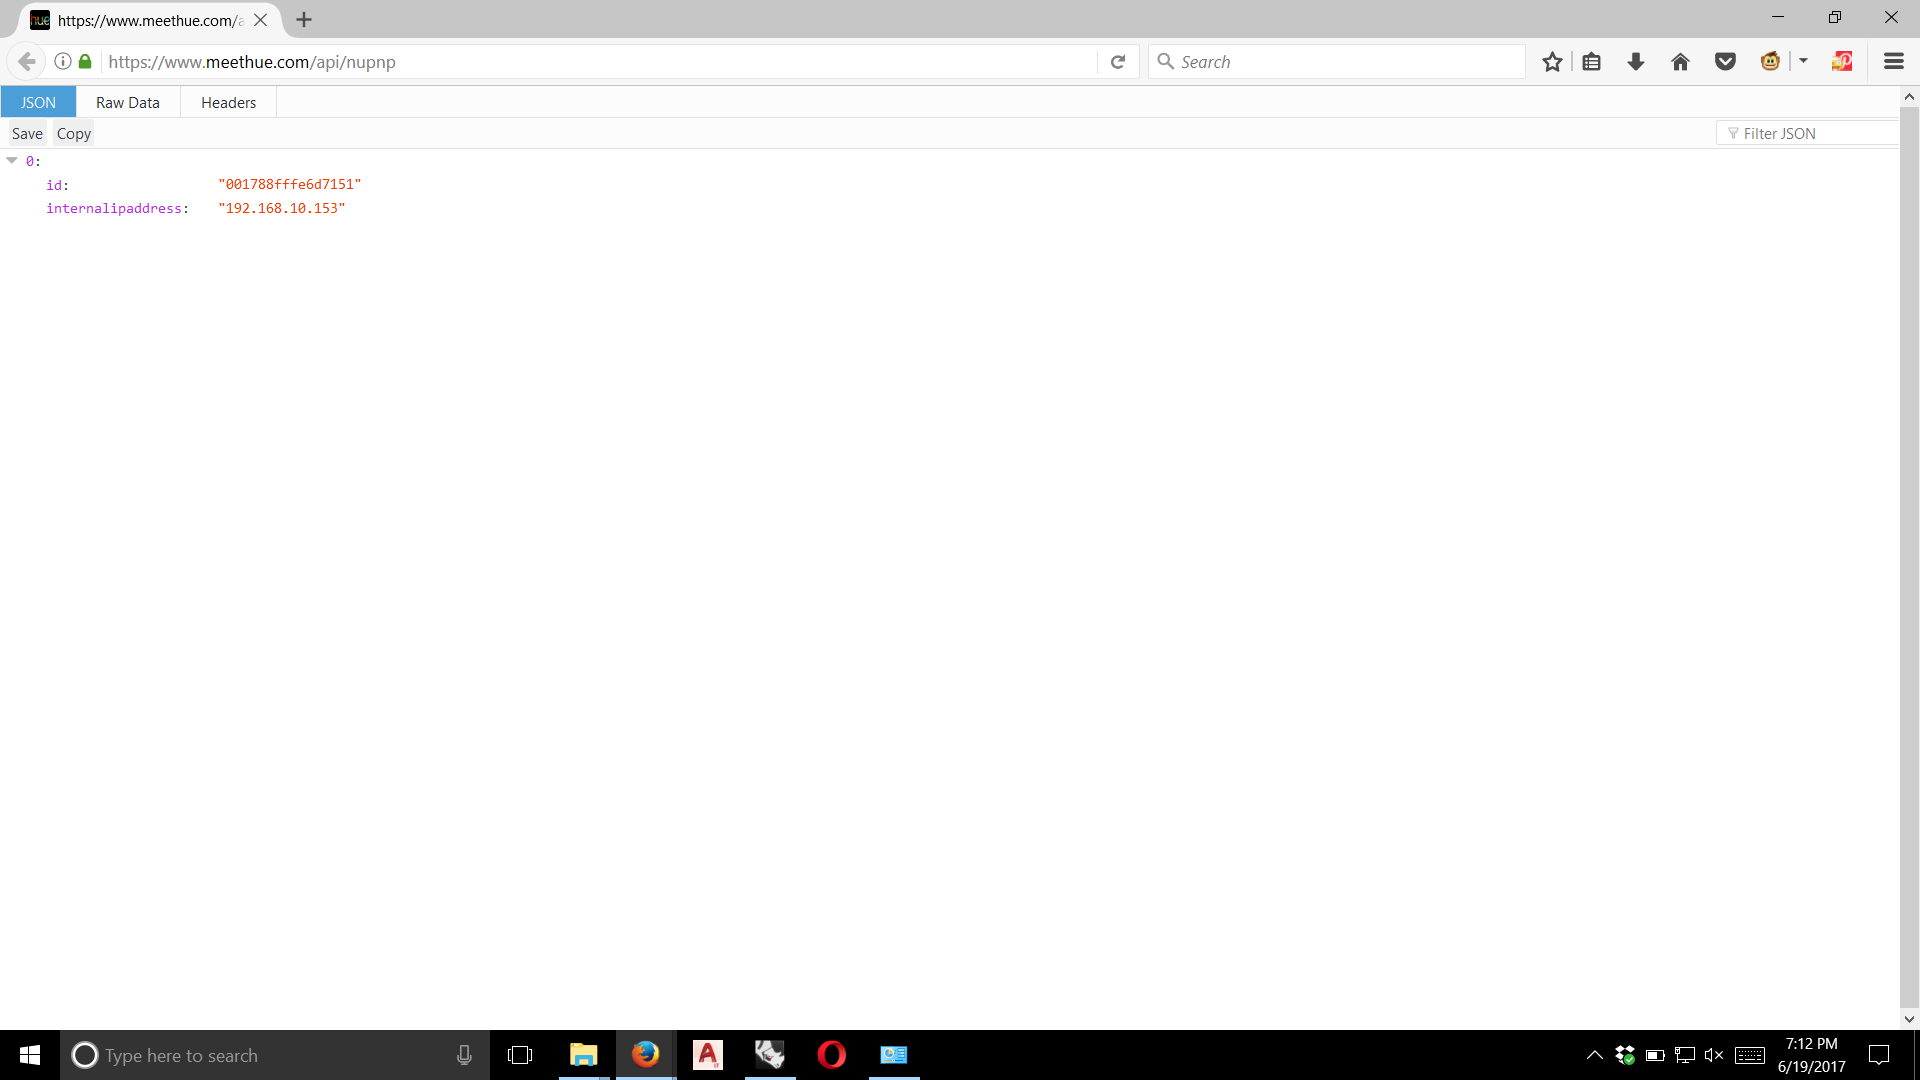 hue https://www.meethue.com/a
https://www.meethue.com/api/nupnp
Search
JSON Raw Data Headers
Save Copy
Filter JSON
0:
id: "001788fffe6d7151"
internalipaddress: "192.168.10.153"
Type here to search
7:12 PM
6/19/2017